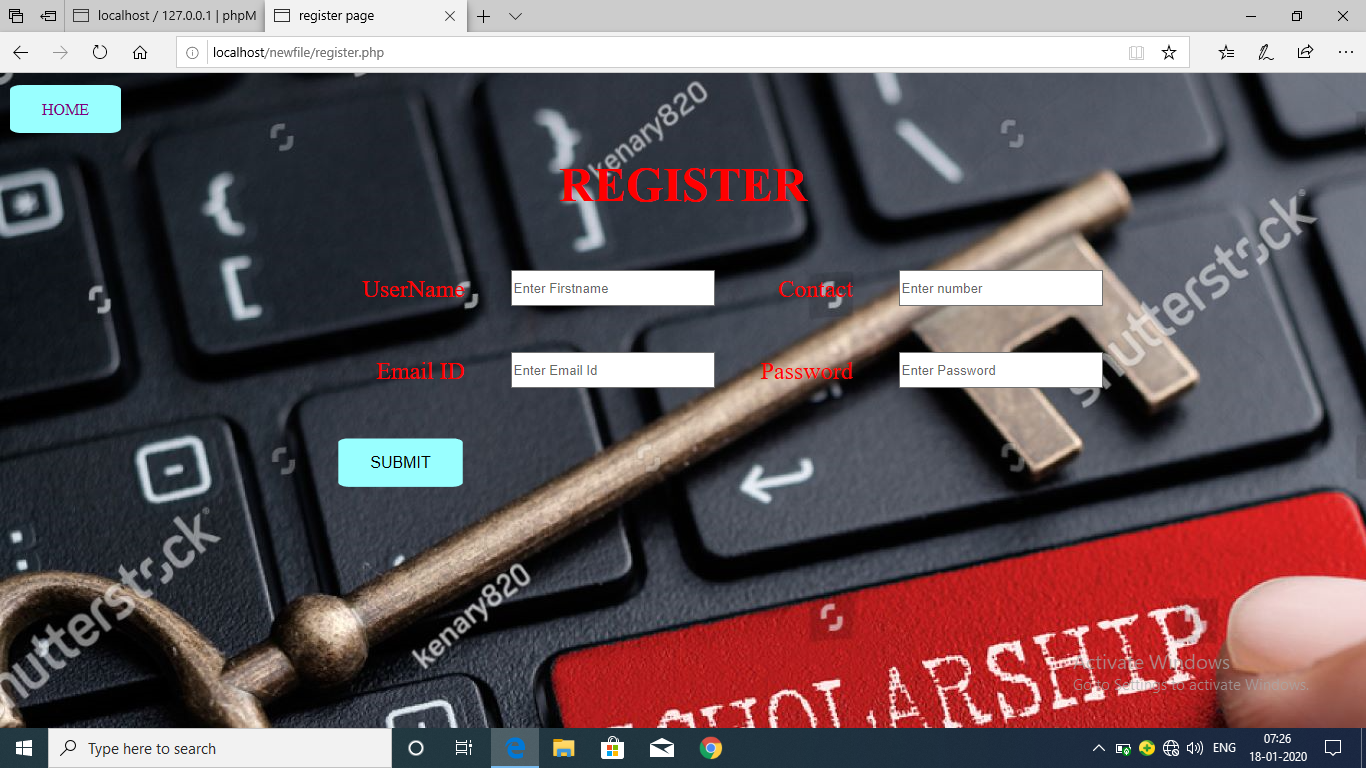 localhost / 127.0.0.1 | phpM
register page
localhost/newfile/register.php
HOME
kenary820
REGISTER
shutterstock
UserName
Enter Firstname
Contact
Enter number
Email ID
Enter Email Id
Password
Enter Password
SUBMIT
shutterstock
kenary820
SCHOLARSHIP
Activate Windows
Go to Settings to activate Windows.
Type here to search
ENG
07:26
18-01-2020